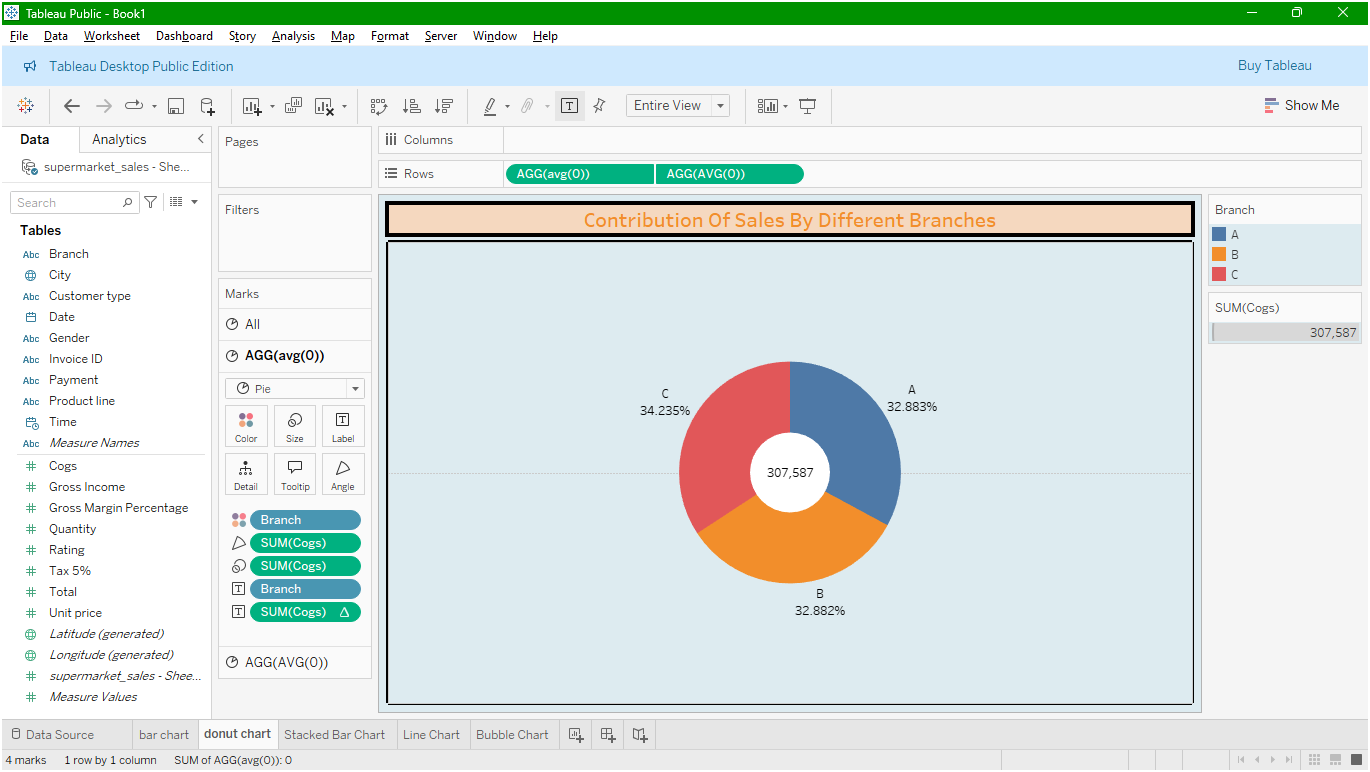 Tableau Public - Book1
File Data Worksheet Dashboard Story Analysis Map Format Server Window Help
Tableau Desktop Public Edition
Buy Tableau
Entire View
Show Me
Data
Analytics
supermarket_sales - She...
Search
Tables
Abc Branch
City
Abc Customer type
Date
Abc Gender
Abc Invoice ID
Abc Payment
Abc Product line
Time
Abc Measure Names
Cogs
Gross Income
Gross Margin Percentage
Quantity
Rating
Tax 5%
Total
Unit price
Latitude (generated)
Longitude (generated)
supermarket_sales - Shee...
Measure Values
Pages
Filters
Marks
All
AGG(avg(0))
Pie
Color Size Label
Detail Tooltip Angle
Branch
SUM(Cogs)
SUM(Cogs)
Branch
SUM(Cogs) Δ
AGG(AVG(0))
Columns
Rows
AGG(avg(0)) AGG(AVG(0))
Contribution Of Sales By Different Branches
C
34.235%
A
32.883%
307,587
B
32.882%
Branch
A
B
C
SUM(Cogs)
307,587
Data Source bar chart donut chart Stacked Bar Chart Line Chart Bubble Chart
4 marks 1 row by 1 column SUM of AGG(avg(0)): 0